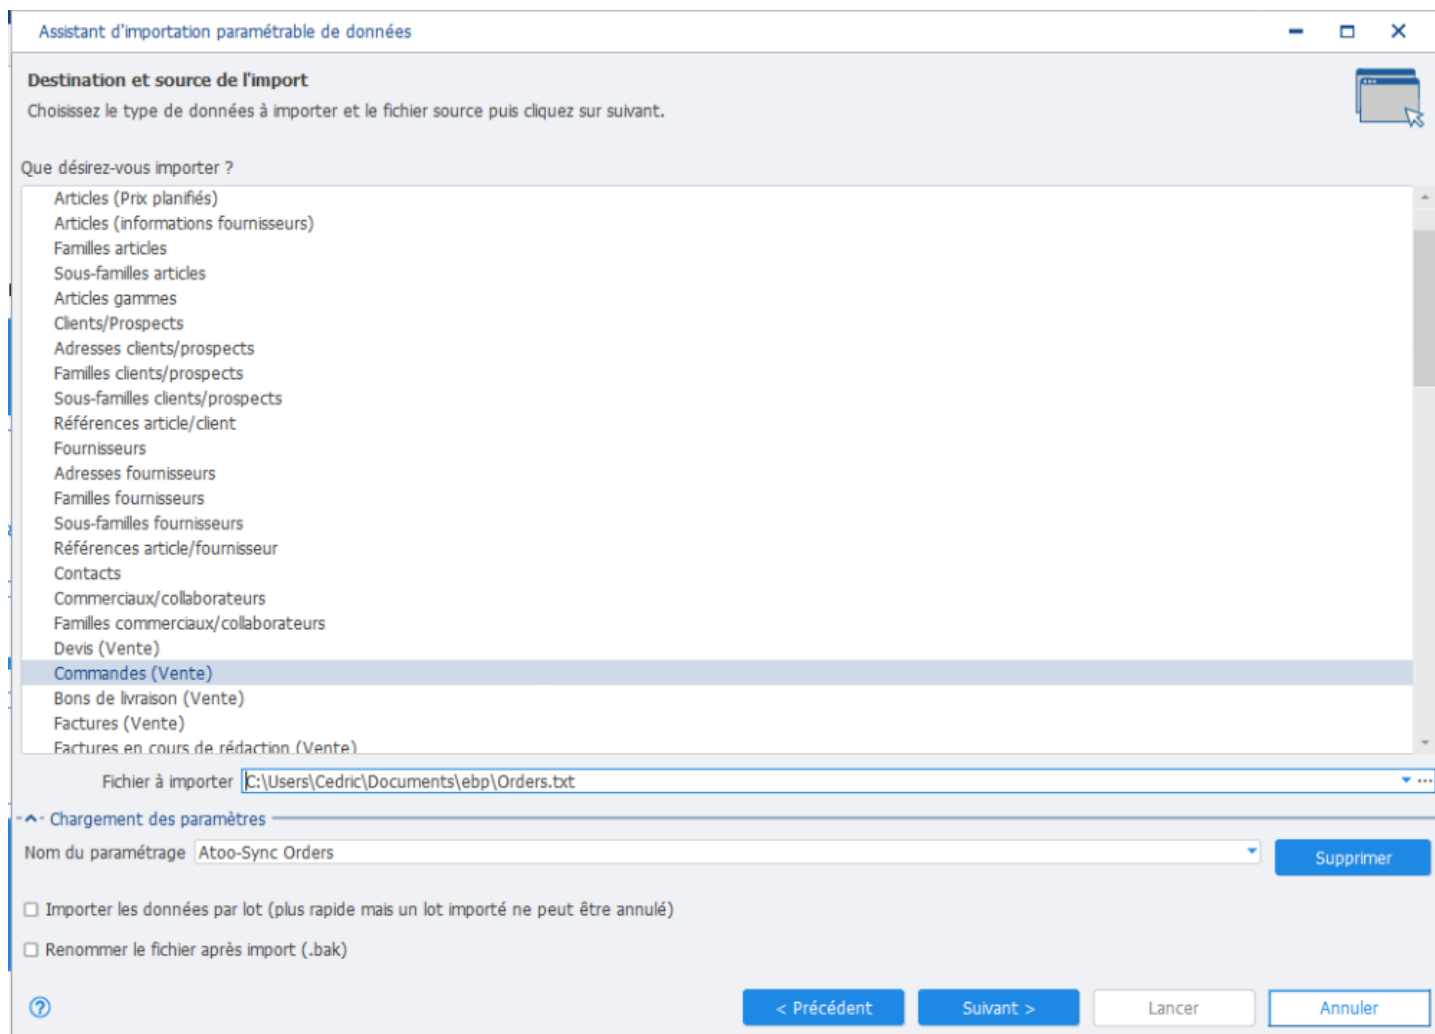 Assistant d'importation paramétrable de données
Destination et source de l'import
Choisissez le type de données à importer et le fichier source puis cliquez sur suivant.
Que désirez-vous importer ?
Articles (Prix planifiés)
Articles (informations fournisseurs)
Familles articles
Sous-familles articles
Articles gammes
Clients/Prospects
Adresses clients/prospects
Familles clients/prospects
Sous-familles clients/prospects
Références article/client
Fournisseurs
Adresses fournisseurs
Familles fournisseurs
Sous-familles fournisseurs
Références article/fournisseur
Contacts
Commerciaux/collaborateurs
Familles commerciaux/collaborateurs
Devis (Vente)
Commandes (Vente)
Bons de livraison (Vente)
Factures (Vente)
Factures en cours de rédaction (Vente)
Fichier à importer C:\Users\Cedric\Documents\ebp\Orders.txt
Chargement des paramètres
Nom du paramétrage Atoo-Sync Orders Supprimer
Importer les données par lot (plus rapide mais un lot importé ne peut être annulé)
Renommer le fichier après import (.bak)
? < Précédent Suivant > Lancer Annuler